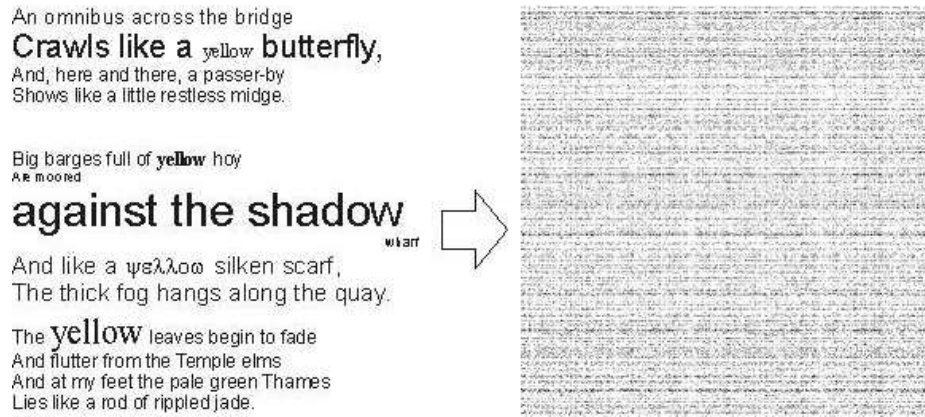 An omnibus across the bridge
Crawls like a yellow butterfly,
And, here and there, a passer-by
Shows like a little restless midge.
Big barges full of yellow hoy
Are moored
against the shadow
wharf
And like a ψελλοω silken scarf,
The thick fog hangs along the quay.
The yellow leaves begin to fade
And flutter from the Temple elms
And at my feet the pale green Thames
Lies like a rod of rippled jade.